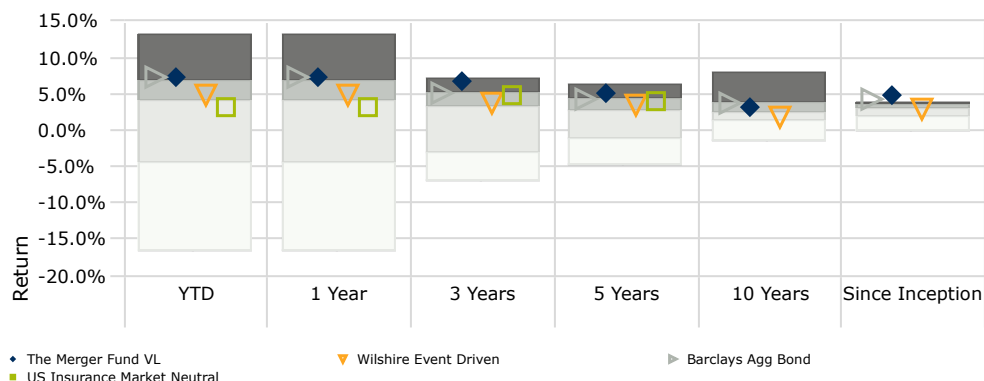 15.0%
10.0%
5.0%
0.0%
-5.0%
-10.0%
-15.0%
-20.0%
Return
YTD
1 Year
3 Years
5 Years
10 Years
Since Inception
The Merger Fund VL
Wilshire Event Driven
Barclays Agg Bond
US Insurance Market Neutral